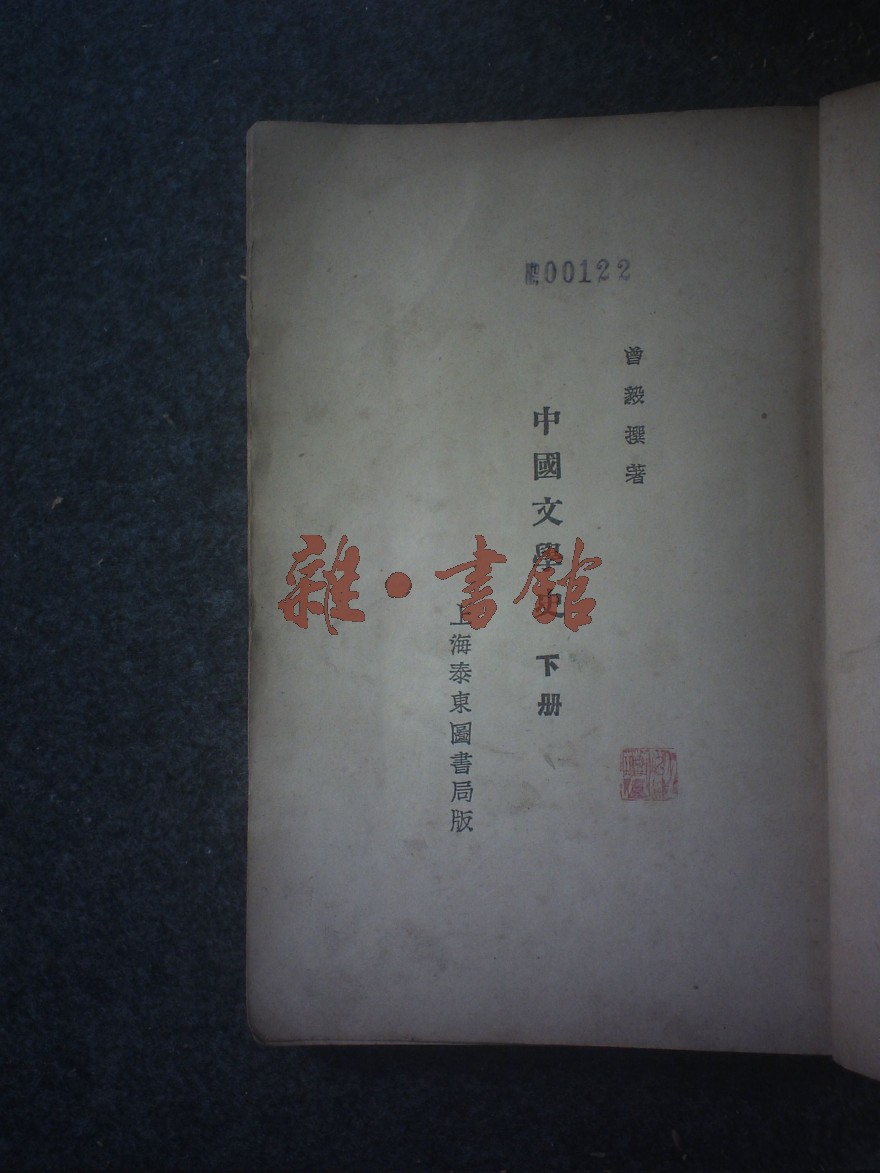 00122
曾毅撰著
中國文學史 下册
上海泰東圖書局版
雜·書館